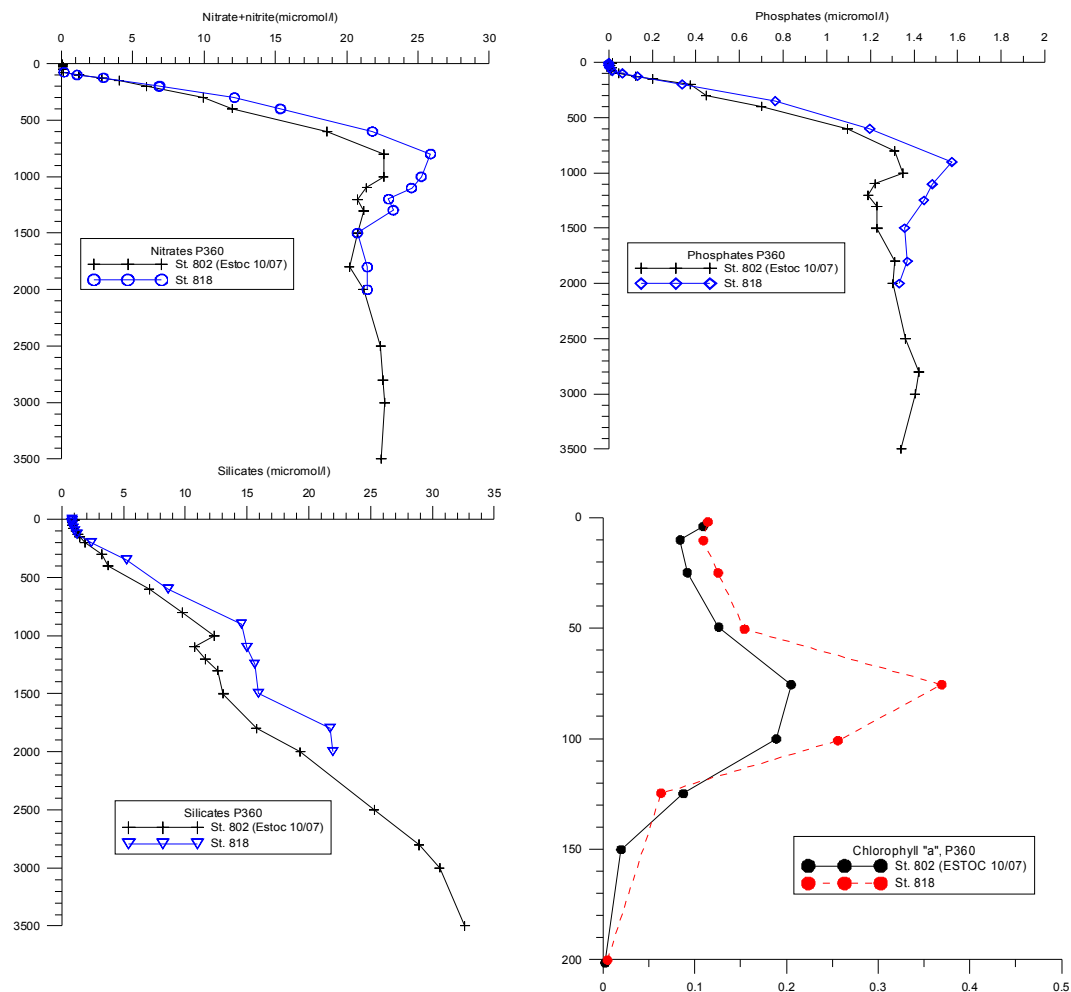 Nitrate+nitrite(micromol/l)
0 5 10 15 20 25 30
0
500
1000
1500
2000
2500
3000
3500
Nitrates P360
St. 802 (Estoc 10/07)
St. 818
Phosphates (micromol/l)
0 0.2 0.4 0.6 0.8 1 1.2 1.4 1.6 1.8 2
0
500
1000
1500
2000
2500
3000
3500
Phosphates P360
St. 802 (Estoc 10/07)
St. 818
Silicates (micromol/l)
0 5 10 15 20 25 30 35
0
500
1000
1500
2000
2500
3000
3500
Silicates P360
St. 802 (Estoc 10/07)
St. 818
0
50
100
150
200
0 0.1 0.2 0.3 0.4 0.5
Chlorophyll "a", P360
St. 802 (ESTOC 10/07)
St. 818